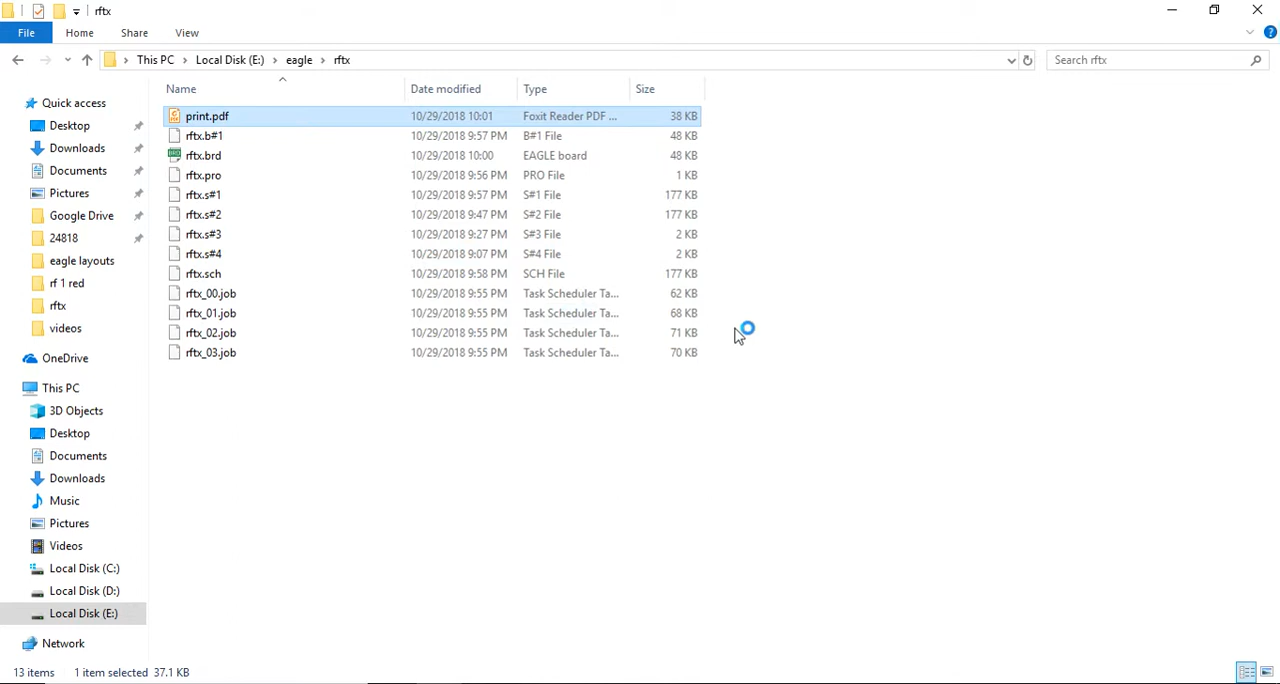 rftx
File Home Share View
This PC Local Disk (E:) eagle rftx Search rftx
Name Date modified Type Size
Quick access
Desktop
Downloads
Documents
Pictures
Google Drive
24818
eagle layouts
rf 1 red
rftx
videos
OneDrive
This PC
3D Objects
Desktop
Documents
Downloads
Music
Pictures
Videos
Local Disk (C:)
Local Disk (D:)
Local Disk (E:)
Network
print.pdf 10/29/2018 10:01 Foxit Reader PDF ... 38 KB
rftx.b#1 10/29/2018 9:57 PM B#1 File 48 KB
rftx.brd 10/29/2018 10:00 EAGLE board 48 KB
rftx.pro 10/29/2018 9:56 PM PRO File 1 KB
rftx.s#1 10/29/2018 9:57 PM S#1 File 177 KB
rftx.s#2 10/29/2018 9:47 PM S#2 File 177 KB
rftx.s#3 10/29/2018 9:27 PM S#3 File 2 KB
rftx.s#4 10/29/2018 9:07 PM S#4 File 2 KB
rftx.sch 10/29/2018 9:58 PM SCH File 177 KB
rftx_00.job 10/29/2018 9:55 PM Task Scheduler Ta... 62 KB
rftx_01.job 10/29/2018 9:55 PM Task Scheduler Ta... 68 KB
rftx_02.job 10/29/2018 9:55 PM Task Scheduler Ta... 71 KB
rftx_03.job 10/29/2018 9:55 PM Task Scheduler Ta... 70 KB
13 items 1 item selected 37.1 KB